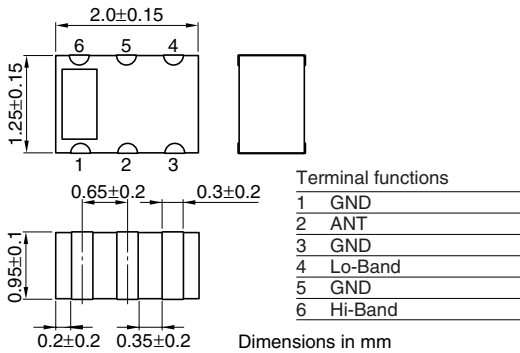 2.0±0.15
6 5 4
1.25±0.15
1 2 3
0.65±0.2 0.3±0.2
0.95±0.1
0.2±0.2 0.35±0.2
Terminal functions
1 GND
2 ANT
3 GND
4 Lo-Band
5 GND
6 Hi-Band
Dimensions in mm